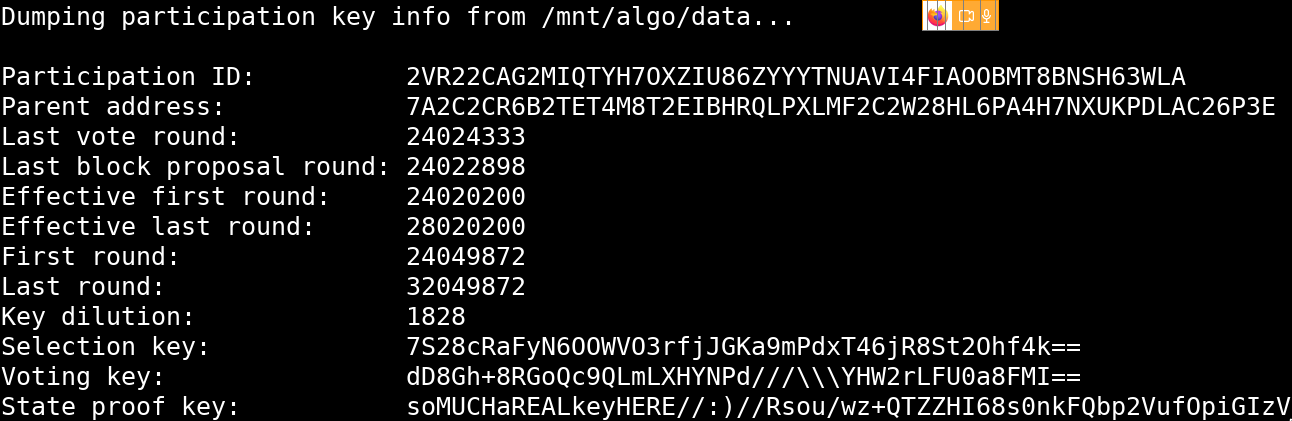 Dumping participation key info from /mnt/algo/data...
Participation ID: 2VR22CAG2MIQTYH7OXZIU86ZYYYTNUAVI4FIAOOBMT8BNSH63WLA
Parent address: 7A2C2CR6B2TET4M8T2EIBHRQLPXLMF2C2W28HL6PA4H7NXUKPDLAC26P3E
Last vote round: 24024333
Last block proposal round: 24022898
Effective first round: 24020200
Effective last round: 28020200
First round: 24049872
Last round: 32049872
Key dilution: 1828
Selection key: 7S28cRaFyN6OOWVO3rfjJGKa9mPdxT46jR8St2Ohf4k==
Voting key: dD8Gh+8RGoQc9QLmLXHYNPd///\\\YHW2rLFU0a8FMI==
State proof key: soMUCHaREALkeyHERE//:)//Rsou/wz+QTZZHI68s0nkFQbp2VufOpiGIzV